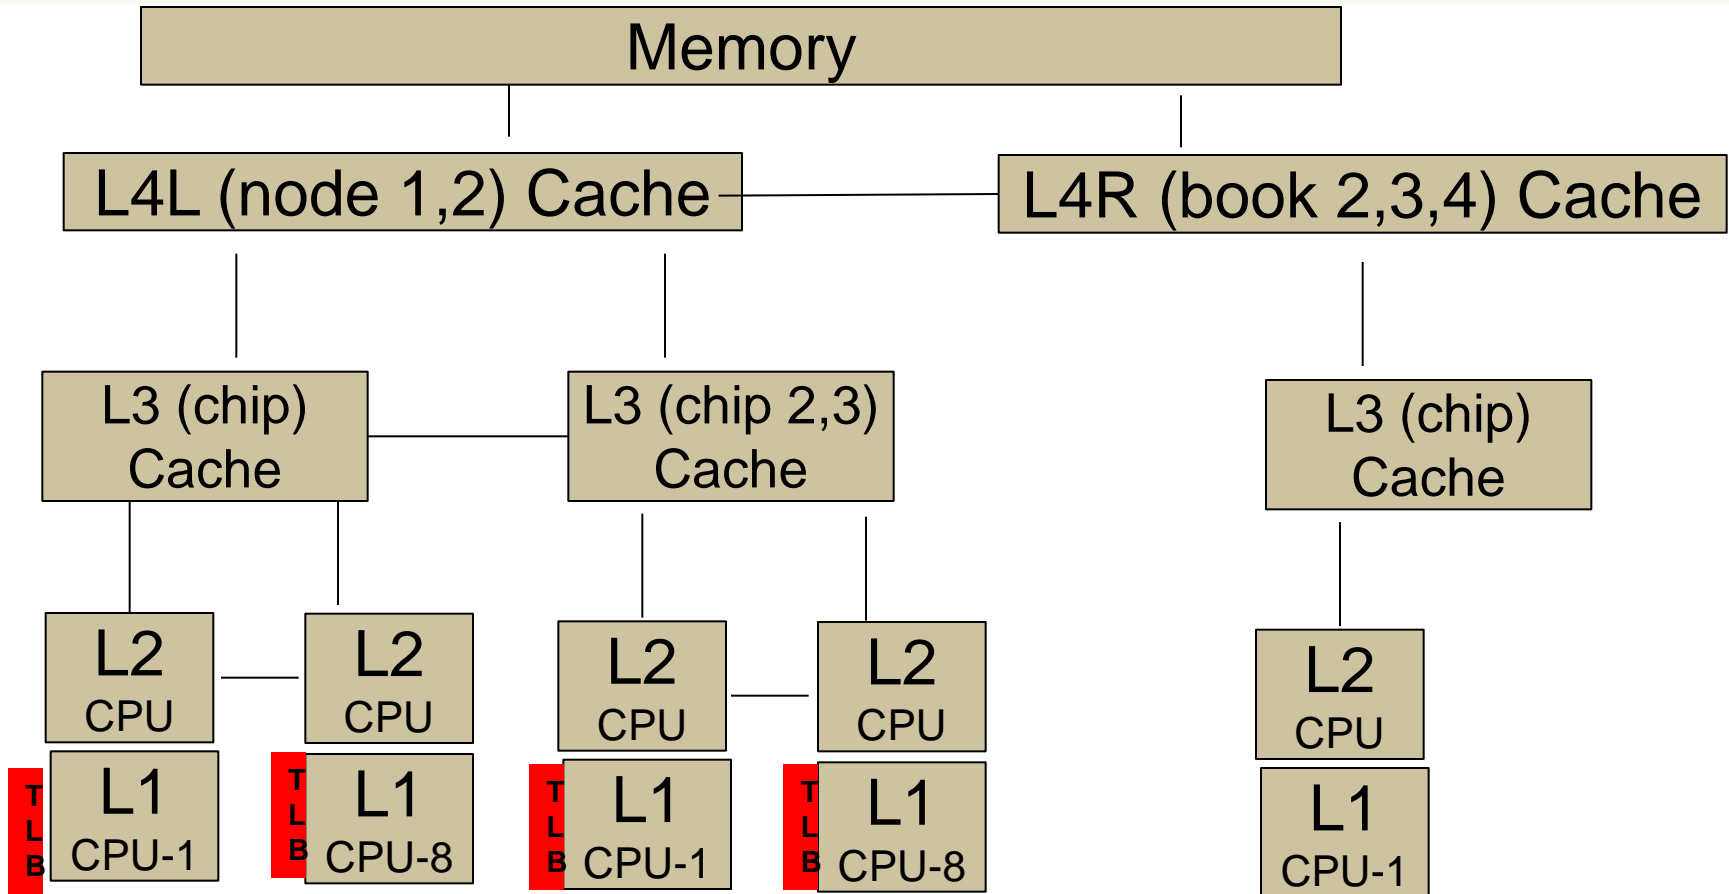 Memory
L4L (node 1,2) Cache
L4R (book 2,3,4) Cache
L3 (chip)
Cache
L3 (chip 2,3)
Cache
L3 (chip)
Cache
L2
CPU
L2
CPU
L2
CPU
L2
CPU
L2
CPU
T
L
B
L1
CPU-1
T
L
B
L1
CPU-8
T
L
B
L1
CPU-1
T
L
B
L1
CPU-8
L1
CPU-1